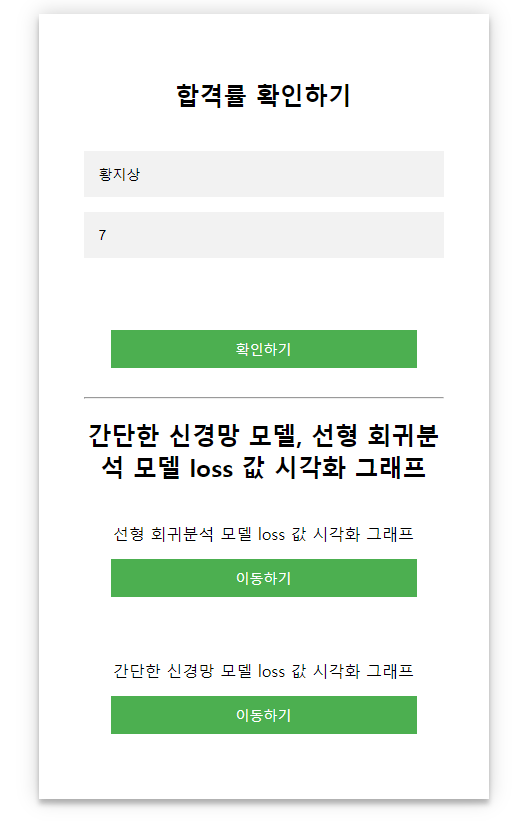 합격률 확인하기
황지상
7
확인하기
간단한 신경망 모델, 선형 회귀분
석 모델 loss 값 시각화 그래프
선형 회귀분석 모델 loss 값 시각화 그래프
이동하기
간단한 신경망 모델 loss 값 시각화 그래프
이동하기